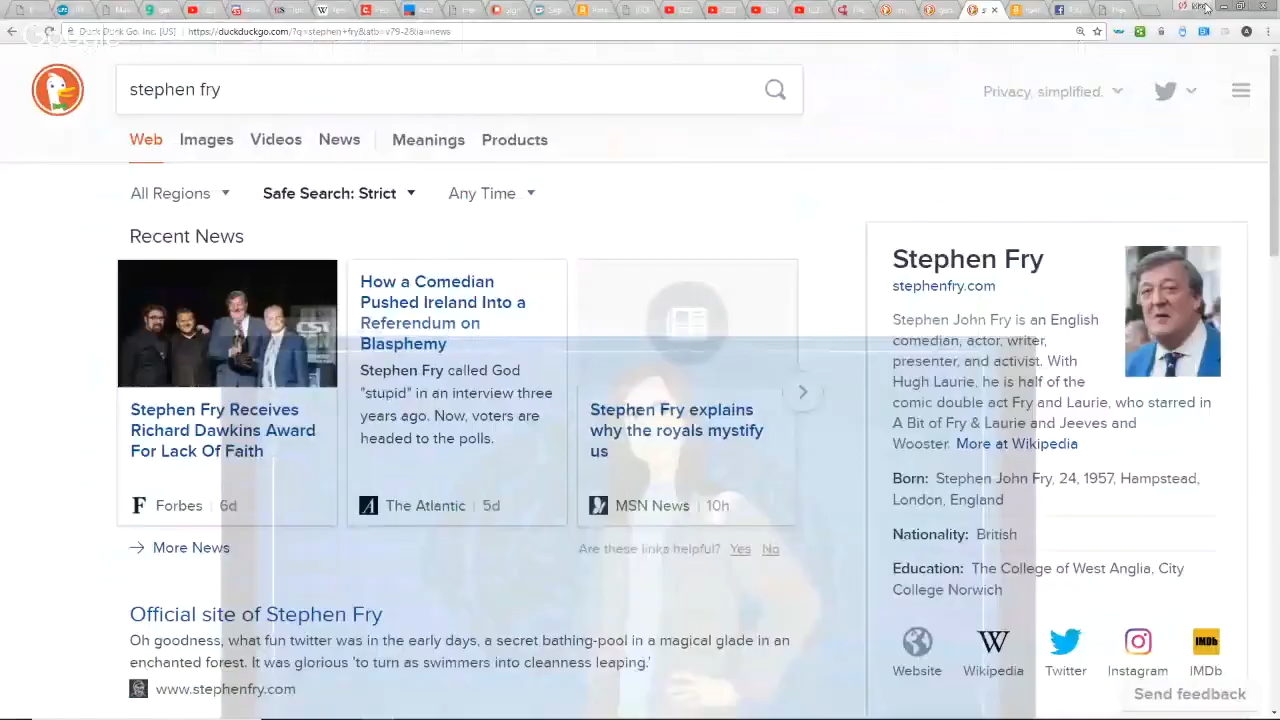 Duck Duck Go, Inc. [US] | https://duckduckgo.com/?q=stephen+fry&atb=v79-2&ia=news
Google
stephen fry
Privacy, simplified.
Web Images Videos News Meanings Products
All Regions Safe Search: Strict Any Time
Recent News
Stephen Fry Receives
Richard Dawkins Award
For Lack Of Faith
F Forbes | 6d
How a Comedian
Pushed Ireland Into a
Referendum on
Blasphemy
Stephen Fry called God
"stupid" in an interview three
years ago. Now, voters are
headed to the polls.
A The Atlantic | 5d
Stephen Fry explains
why the royals mystify
us
MSN News | 10h
More News
Are these links helpful? Yes No
Official site of Stephen Fry
Oh goodness, what fun twitter was in the early days, a secret bathing-pool in a magical glade in an
enchanted forest. It was glorious 'to turn as swimmers into cleanness leaping.'
www.stephenfry.com
Stephen Fry
stephenfry.com
Stephen John Fry is an English
comedian, actor, writer,
presenter, and activist. With
Hugh Laurie, he is half of the
comic double act Fry and Laurie, who starred in
A Bit of Fry & Laurie and Jeeves and
Wooster. More at Wikipedia
Born: Stephen John Fry, 24, 1957, Hampstead,
London, England
Nationality: British
Education: The College of West Anglia, City
College Norwich
W IMDb
Website Wikipedia Twitter Instagram IMDb
Send feedback